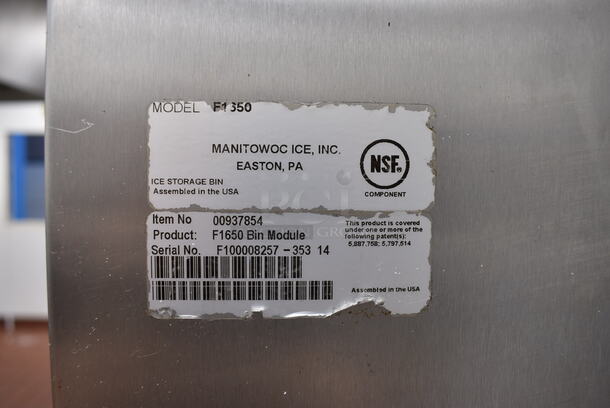 MODEL F1650
MANITOWOC ICE, INC.
EASTON, PA
ICE STORAGE BIN
Assembled in the USA
NSF®
COMPONENT
Item No 00937854
Product: F1650 Bin Module
Serial No. F100008257-353 14
This product is covered
under one or more of the
following patent(s):
5,887,758; 5,797,514
Assembled in the USA